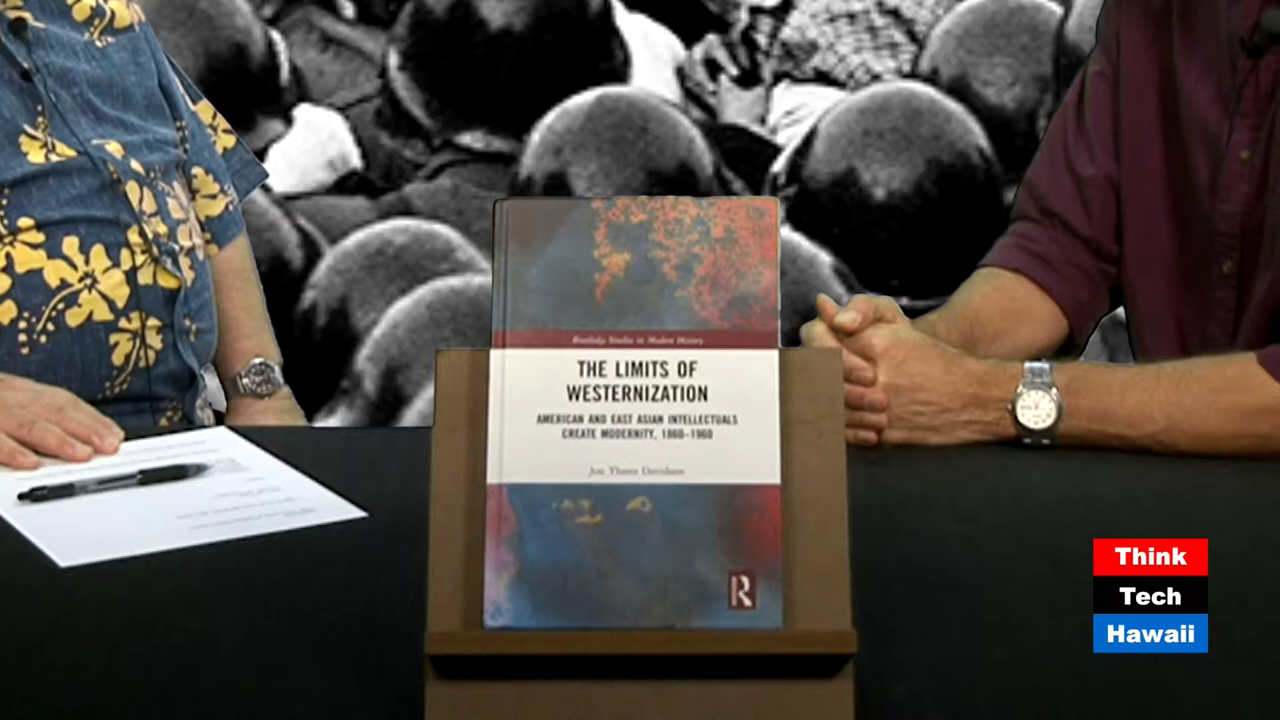 Routledge Studies in Modern History
THE LIMITS OF
WESTERNIZATION
AMERICAN AND EAST ASIAN INTELLECTUALS
CREATE MODERNITY, 1860–1960
Jon Thares Davidann
R
Think
Tech
Hawaii